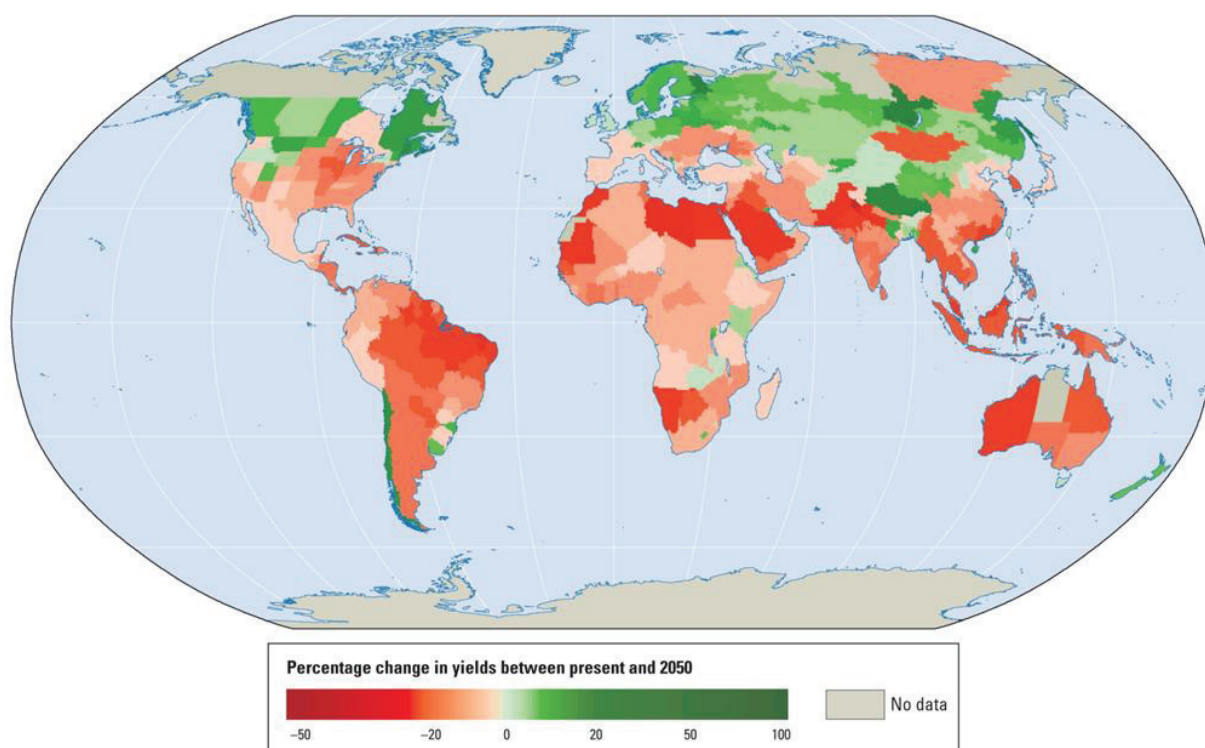 Percentage change in yields between present and 2050
No data
–50 –20 0 20 50 100